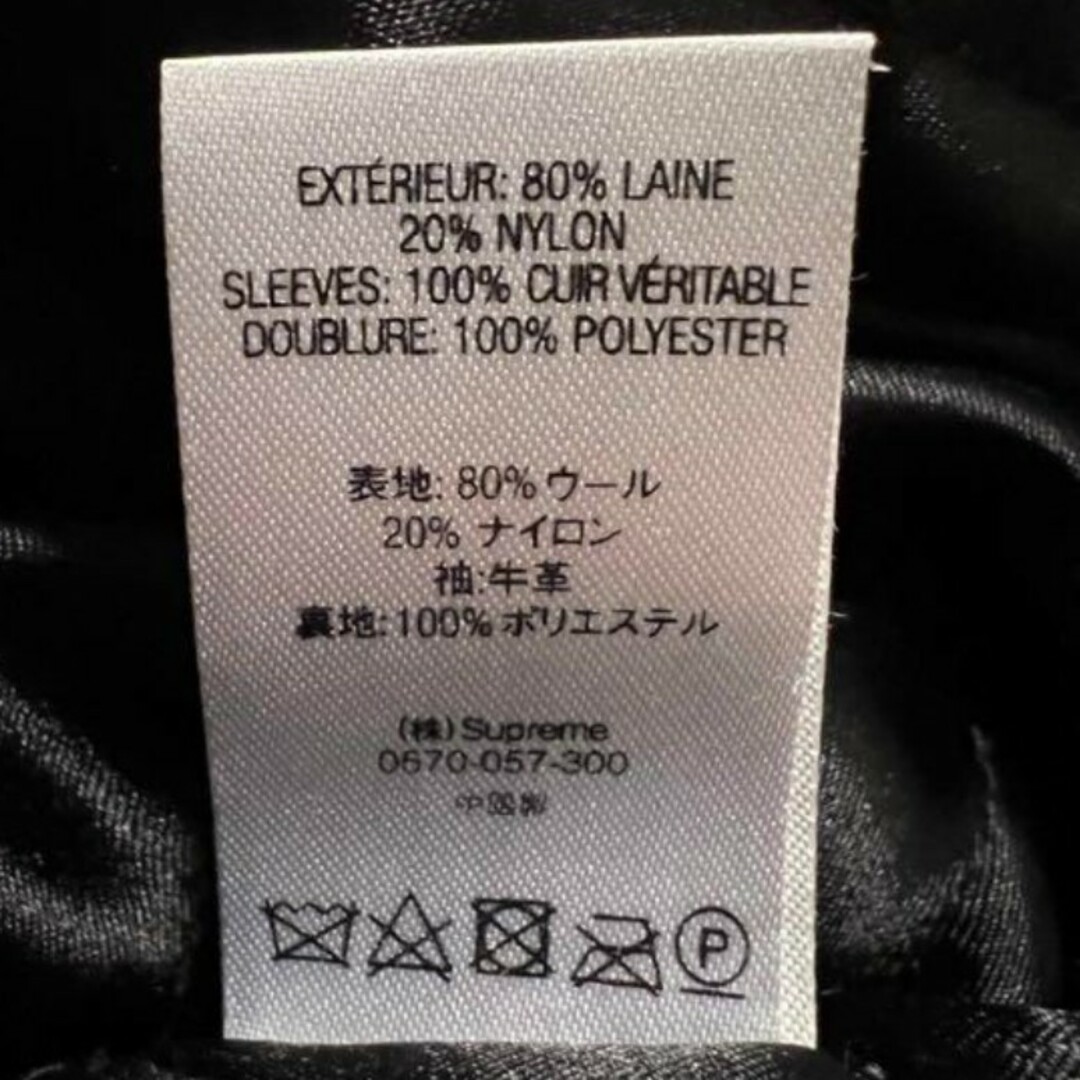 EXTÉRIEUR: 80% LAINE
20% NYLON
SLEEVES: 100% CUIR VÉRITABLE
DOUBLURE: 100% POLYESTER
表地: 80% ウール
20% ナイロン
袖:牛革
裏地:100% ポリエステル
(株) Supreme
0570-057-300
中国製
P